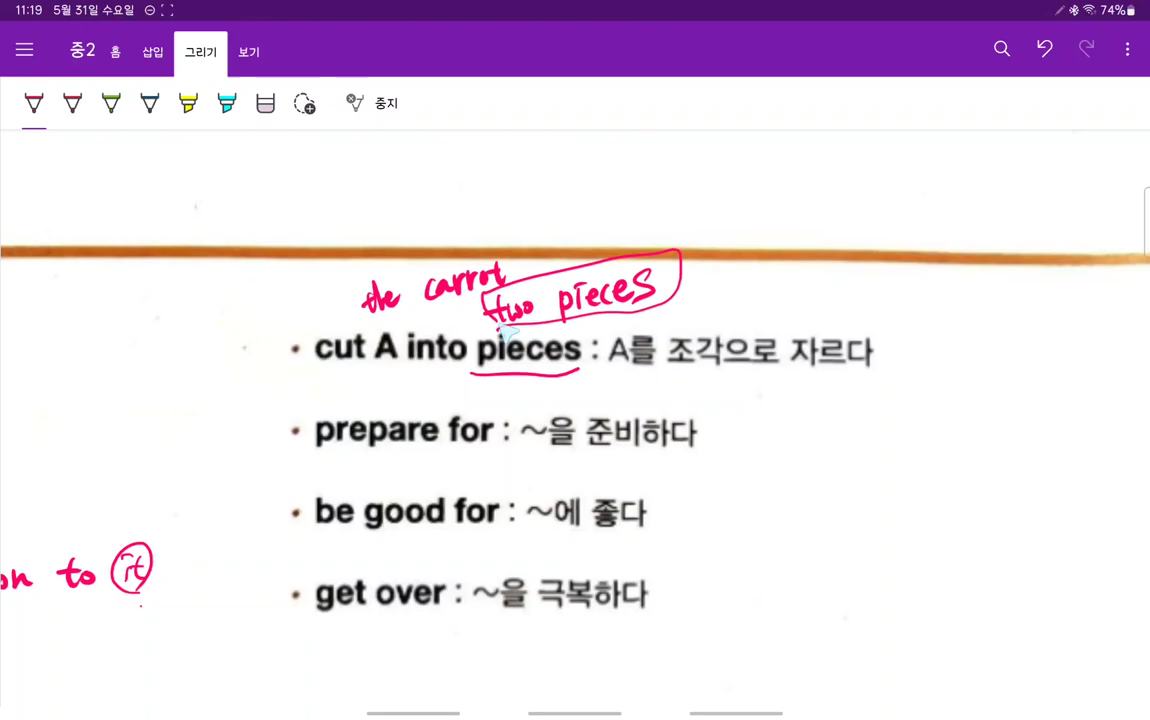 11:19 5월 31일 수요일
74%
중2 홈 삽입 그리기 보기
중지
the carrot
two pieces
• cut A into pieces : A를 조각으로 자르다
• prepare for : ~을 준비하다
• be good for : ~에 좋다
on to it
• get over : ~을 극복하다